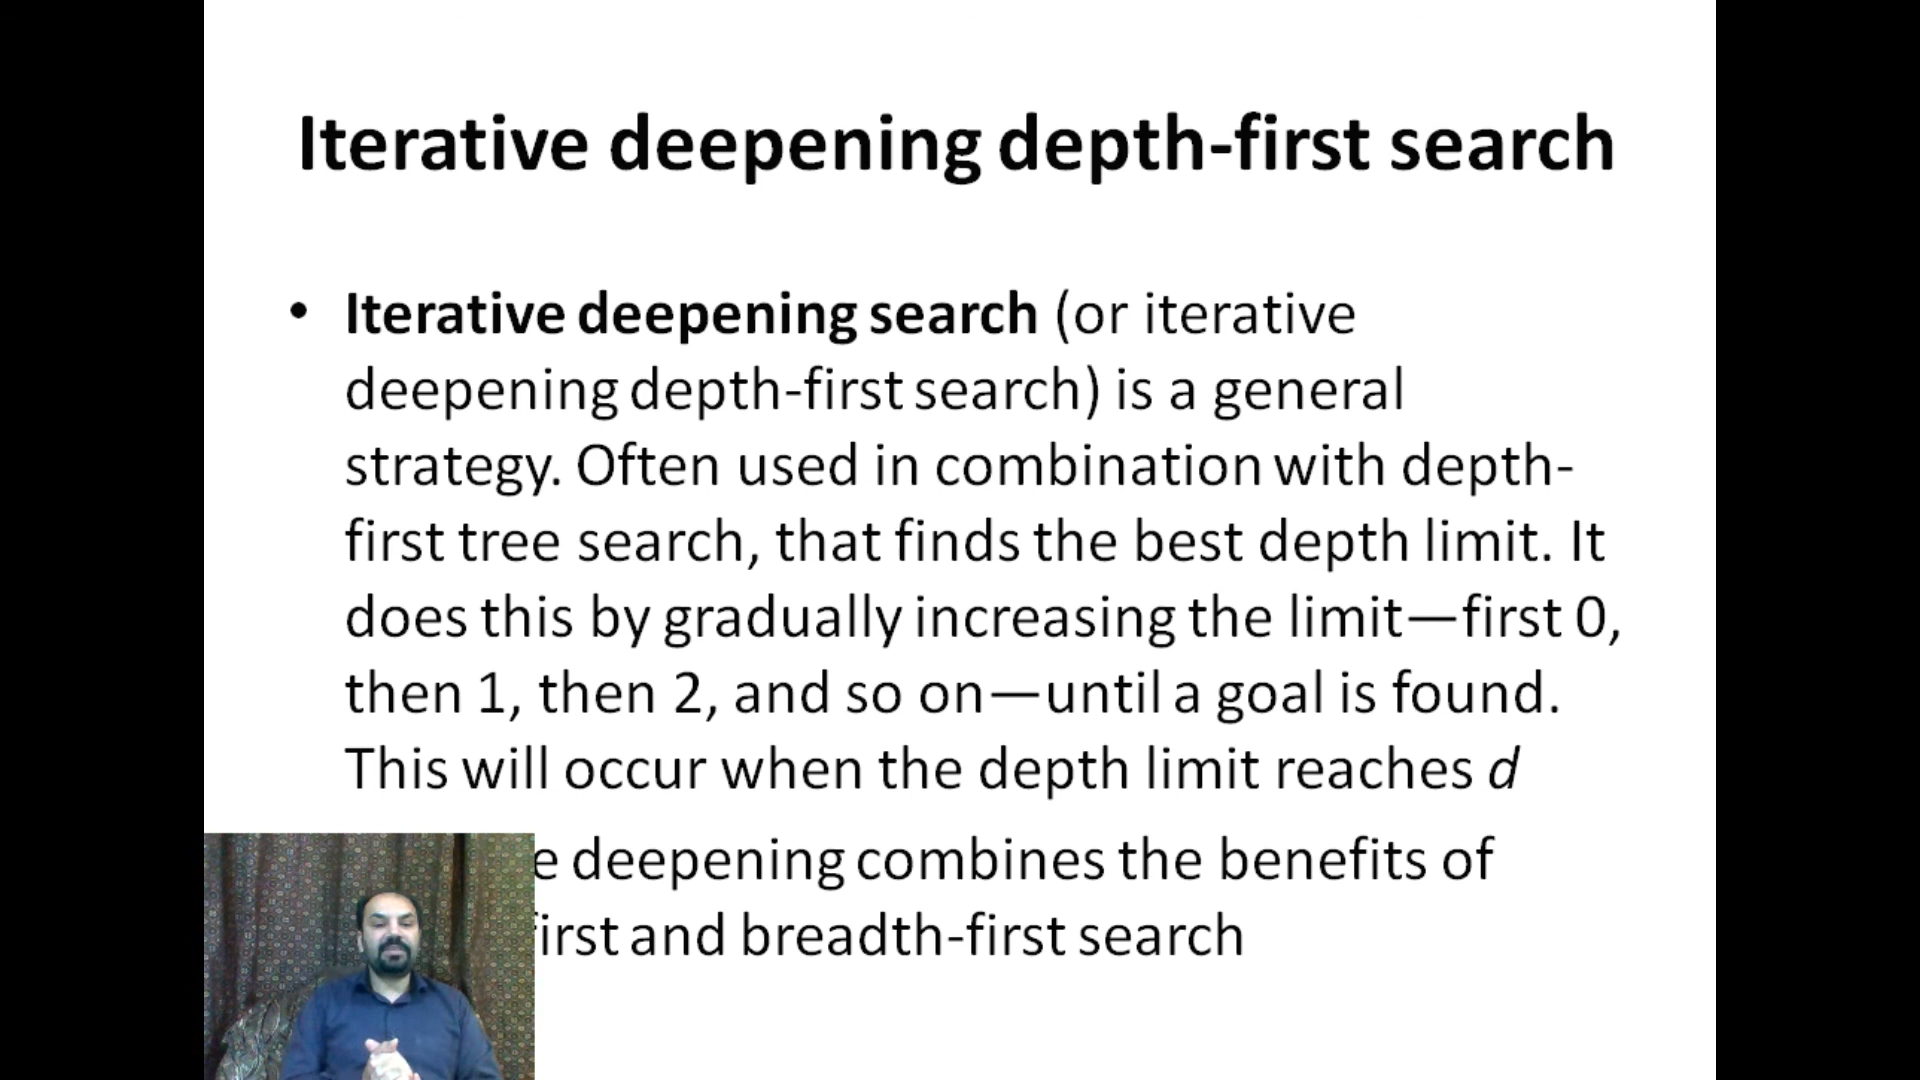 Iterative deepening depth-first search
• Iterative deepening search (or iterative
deepening depth-first search) is a general
strategy. Often used in combination with depth-
first tree search, that finds the best depth limit. It
does this by gradually increasing the limit—first 0,
then 1, then 2, and so on—until a goal is found.
This will occur when the depth limit reaches d
deepening combines the benefits of
and breadth-first search